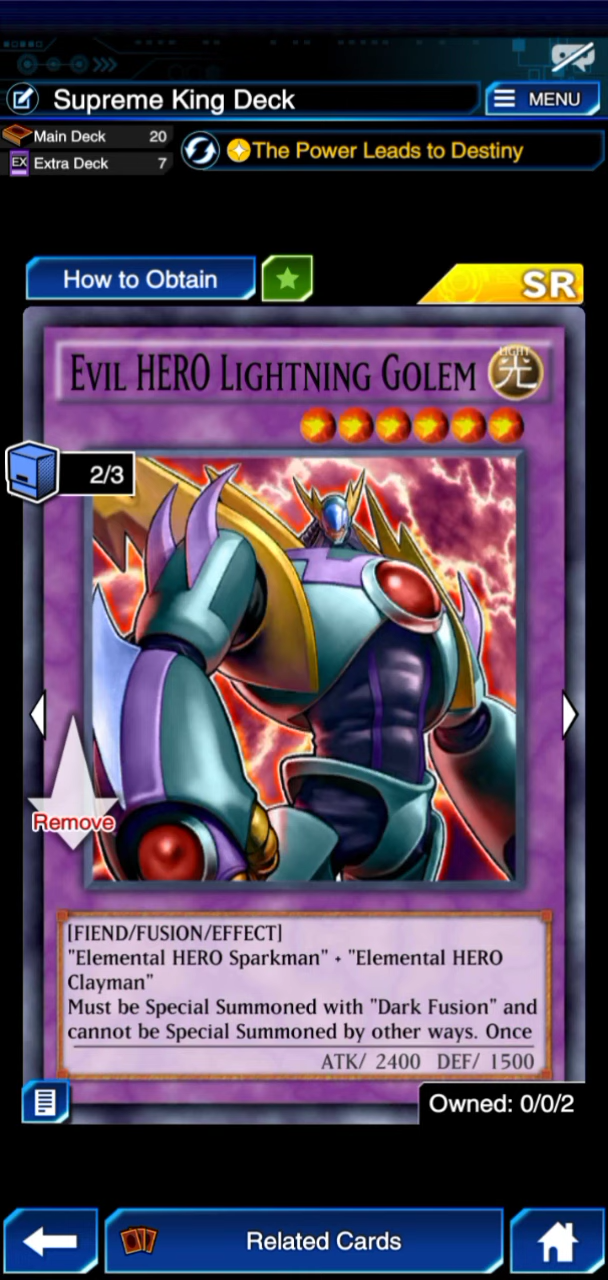 Supreme King Deck
MENU
Main Deck 20
EX Extra Deck 7
The Power Leads to Destiny
How to Obtain
SR
EVIL HERO LIGHTNING GOLEM
LIGHT
光
2/3
Remove
[FIEND/FUSION/EFFECT]
"Elemental HERO Sparkman" + "Elemental HERO
Clayman"
Must be Special Summoned with "Dark Fusion" and
cannot be Special Summoned by other ways. Once
ATK/ 2400 DEF/ 1500
Owned: 0/0/2
Related Cards